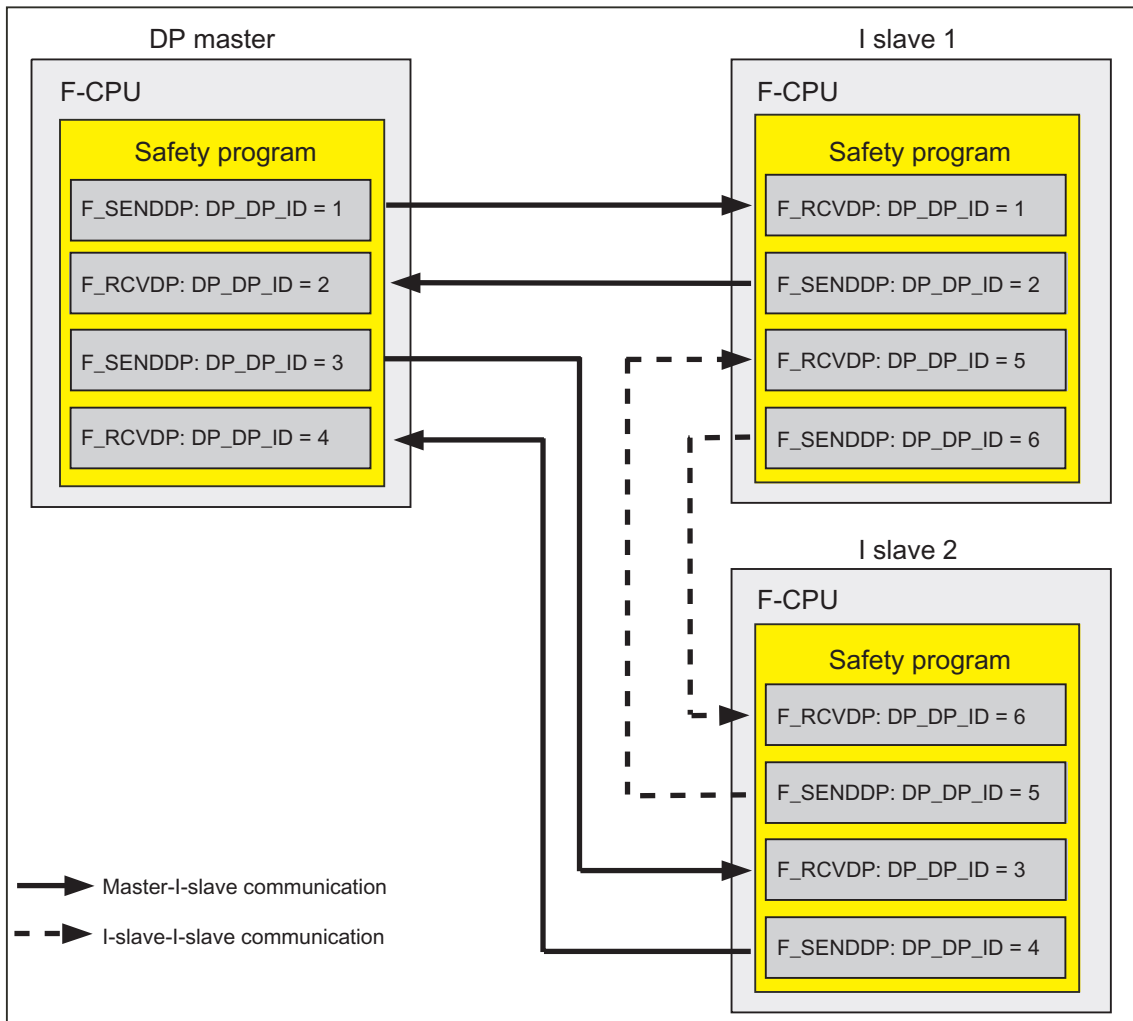 DP master
F-CPU
Safety program
F_SENDDP: DP_DP_ID = 1
F_RCVDP: DP_DP_ID = 2
F_SENDDP: DP_DP_ID = 3
F_RCVDP: DP_DP_ID = 4
I slave 1
F-CPU
Safety program
F_RCVDP: DP_DP_ID = 1
F_SENDDP: DP_DP_ID = 2
F_RCVDP: DP_DP_ID = 5
F_SENDDP: DP_DP_ID = 6
I slave 2
F-CPU
Safety program
F_RCVDP: DP_DP_ID = 6
F_SENDDP: DP_DP_ID = 5
F_RCVDP: DP_DP_ID = 3
F_SENDDP: DP_DP_ID = 4
Master-I-slave communication
I-slave-I-slave communication